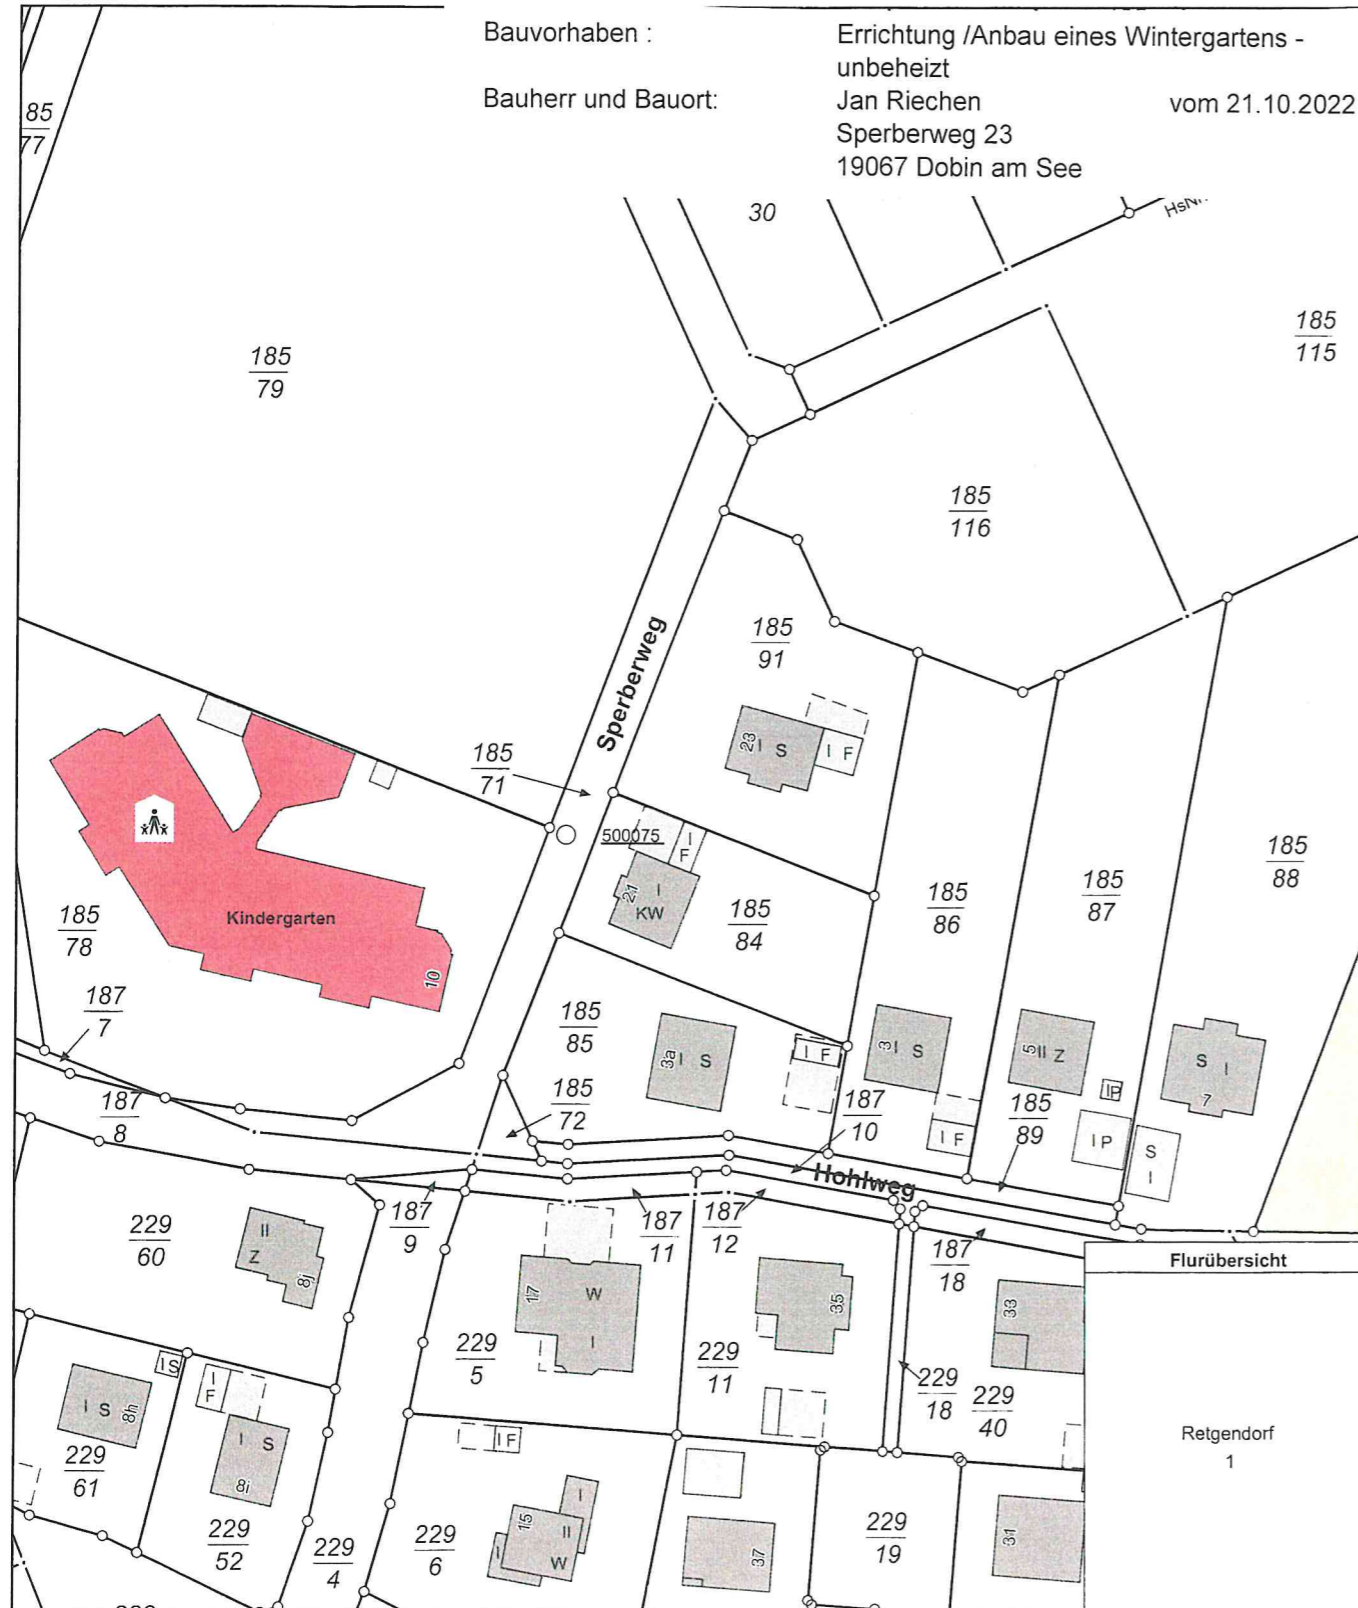 Bauvorhaben : Errichtung /Anbau eines Wintergartens -
unbeheizt
Bauherr und Bauort: Jan Riechen vom 21.10.2022
Sperberweg 23
19067 Dobin am See
85
77
30
HsNr.
185
115
185
79
185
116
185
91
Sperberweg
23
I S
I F
185
71
500075
I
F
21
I
KW
185
84
185
86
185
87
185
88
Kindergarten
10
185
78
187
7
187
8
185
85
3a
I S
I F
3
I S
I F
5
II Z
IP
I P
S I
7
S
I
185
72
187
10
185
89
Hohlweg
187
9
187
11
187
12
187
18
229
60
II
Z
8j
17
W
I
35
33
229
5
229
11
229
18
229
40
I S
I S
8h
229
61
I
F
I S
8i
229
52
229
4
I F
I
15
II
W
I
229
6
37
229
19
31
Flurübersicht
Retgendorf
1